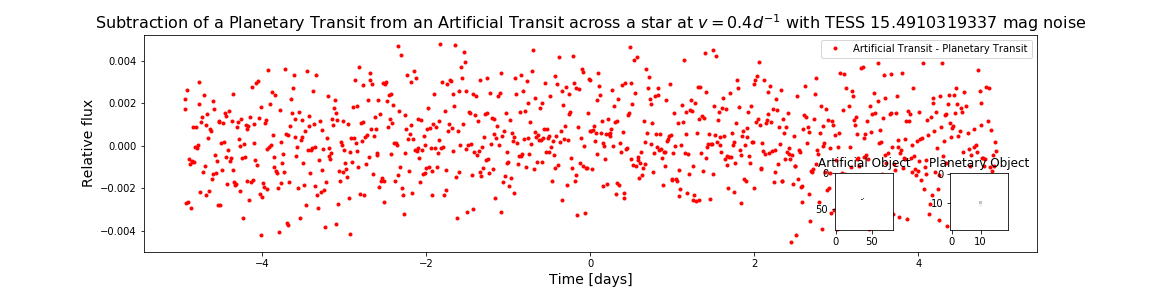 Subtraction of a Planetary Transit from an Artificial Transit across a star at v = 0.4d⁻¹ with TESS 15.4910319337 mag noise
Artificial Transit - Planetary Transit
Relative flux
0.004
0.002
0.000
−0.002
−0.004
Artificial Object
0
50
0 50
Planetary Object
0
10
0 10
−4 −2 0 2 4
Time [days]